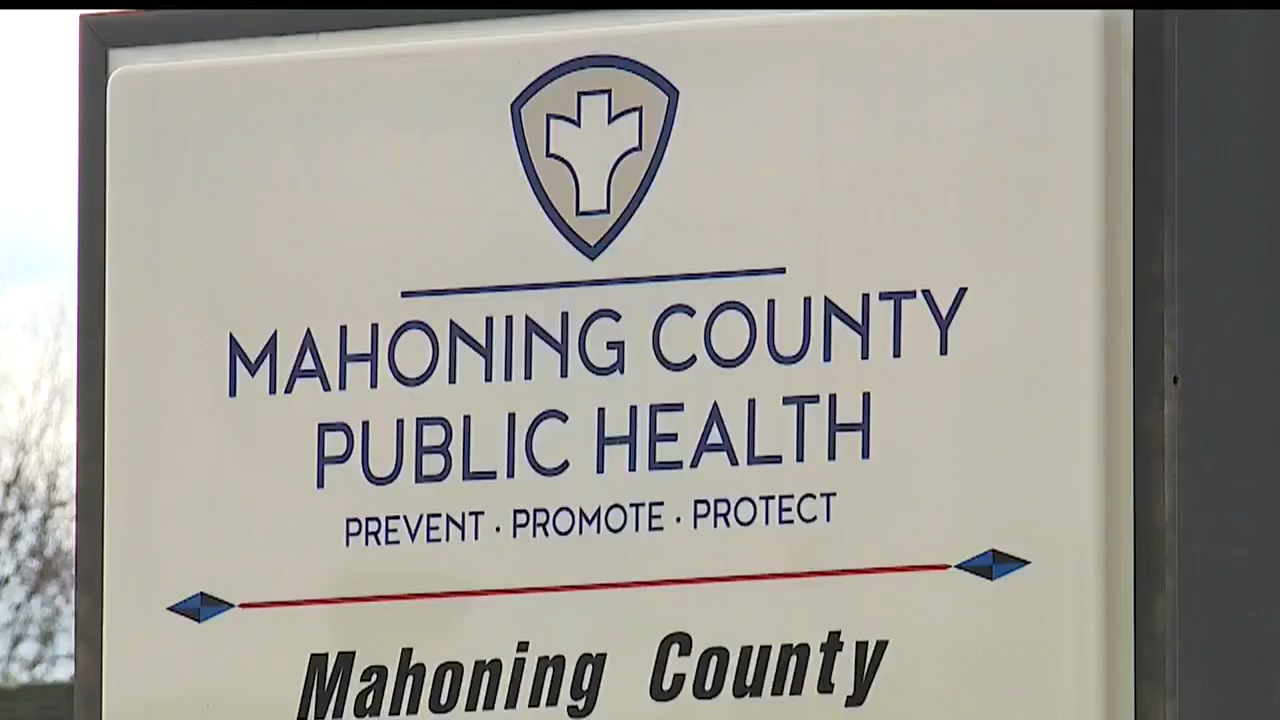 MAHONING COUNTY
PUBLIC HEALTH
PREVENT · PROMOTE · PROTECT
Mahoning County